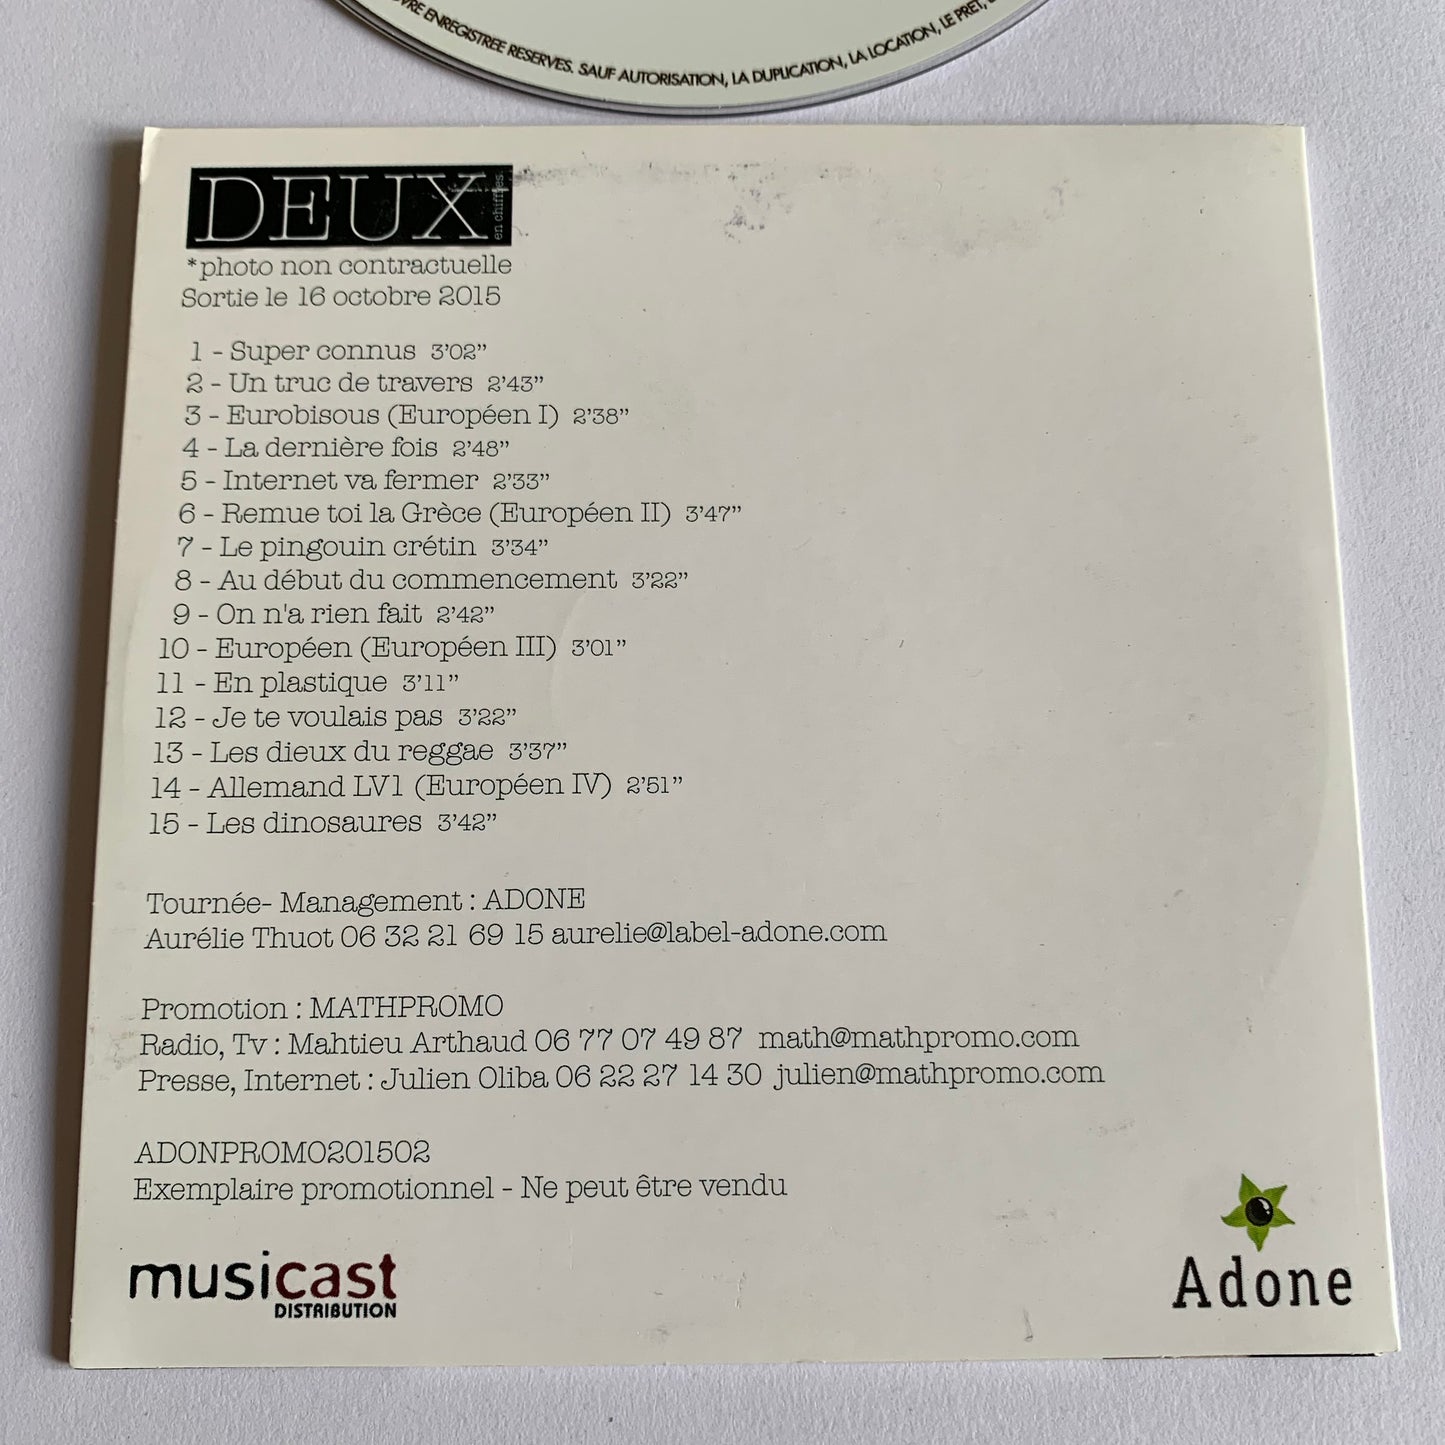 ENREGISTREE RESERVES. SAUF AUTORISATION, LA DUPLICATION, LA LOCATION, LE PRET,
DEUX en chiffres.
*photo non contractuelle
Sortie le 16 octobre 2015
1 - Super connus 3'02"
2 - Un truc de travers 2'43"
3 - Eurobisous (Européen I) 2'38"
4 - La dernière fois 2'48"
5 - Internet va fermer 2'33"
6 - Remue toi la Grèce (Européen II) 3'47"
7 - Le pingouin crétin 3'34"
8 - Au début du commencement 3'22"
9 - On n'a rien fait 2'42"
10 - Européen (Européen III) 3'01"
11 - En plastique 3'11"
12 - Je te voulais pas 3'22"
13 - Les dieux du reggae 3'37"
14 - Allemand LV1 (Européen IV) 2'51"
15 - Les dinosaures 3'42"
Tournée- Management : ADONE
Aurélie Thuot 06 32 21 69 15 aurelie@label-adone.com
Promotion : MATHPROMO
Radio, Tv : Mahtieu Arthaud 06 77 07 49 87 math@mathpromo.com
Presse, Internet : Julien Oliba 06 22 27 14 30 julien@mathpromo.com
ADONPROMO201502
Exemplaire promotionnel - Ne peut être vendu
musicast
DISTRIBUTION
Adone